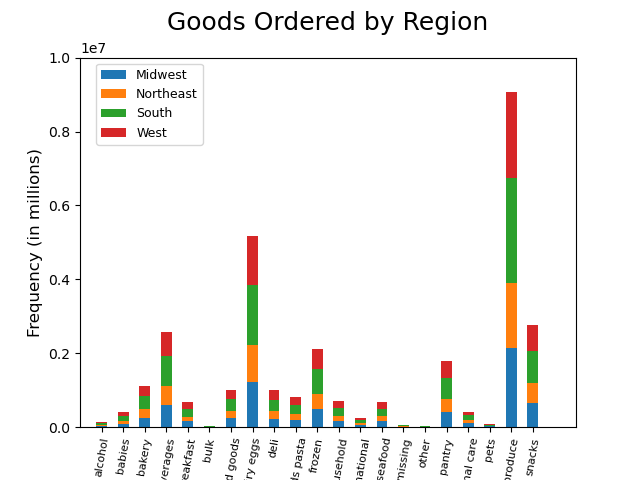 Goods Ordered by Region
1e7
1.0
0.8
0.6
0.4
0.2
0.0
Frequency (in millions)
Midwest
Northeast
South
West
alcohol
babies
bakery
verages
eakfast
bulk
d goods
ry eggs
deli
ds pasta
frozen
usehold
national
seafood
missing
other
pantry
nal care
pets
produce
snacks